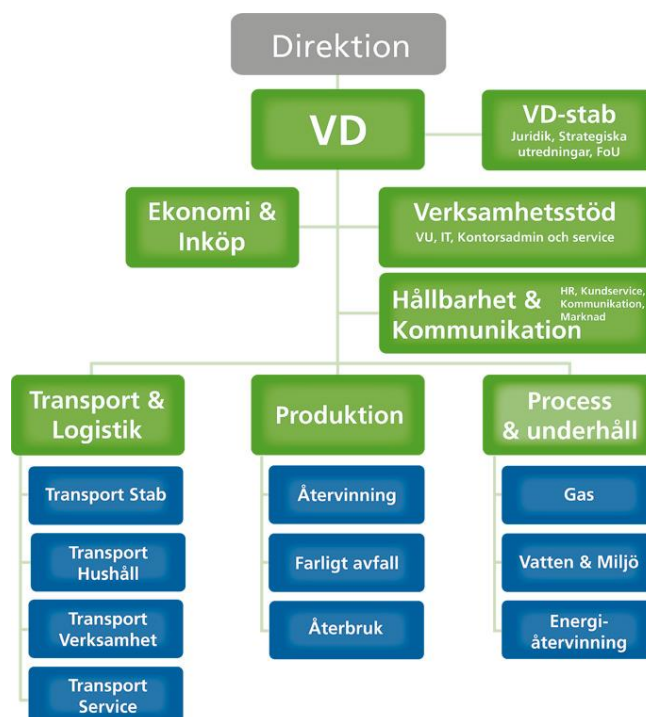 Direktion
VD
VD-stab
Juridik, Strategiska
utredningar, FoU
Ekonomi &
Inköp
Verksamhetsstöd
VU, IT, Kontorsadmin och service
Hållbarhet &
Kommunikation
HR, Kundservice,
Kommunikation,
Marknad
Transport &
Logistik
Transport Stab
Transport
Hushåll
Transport
Verksamhet
Transport
Service
Produktion
Återvinning
Farligt avfall
Återbruk
Process
& underhåll
Gas
Vatten & Miljö
Energi-
återvinning